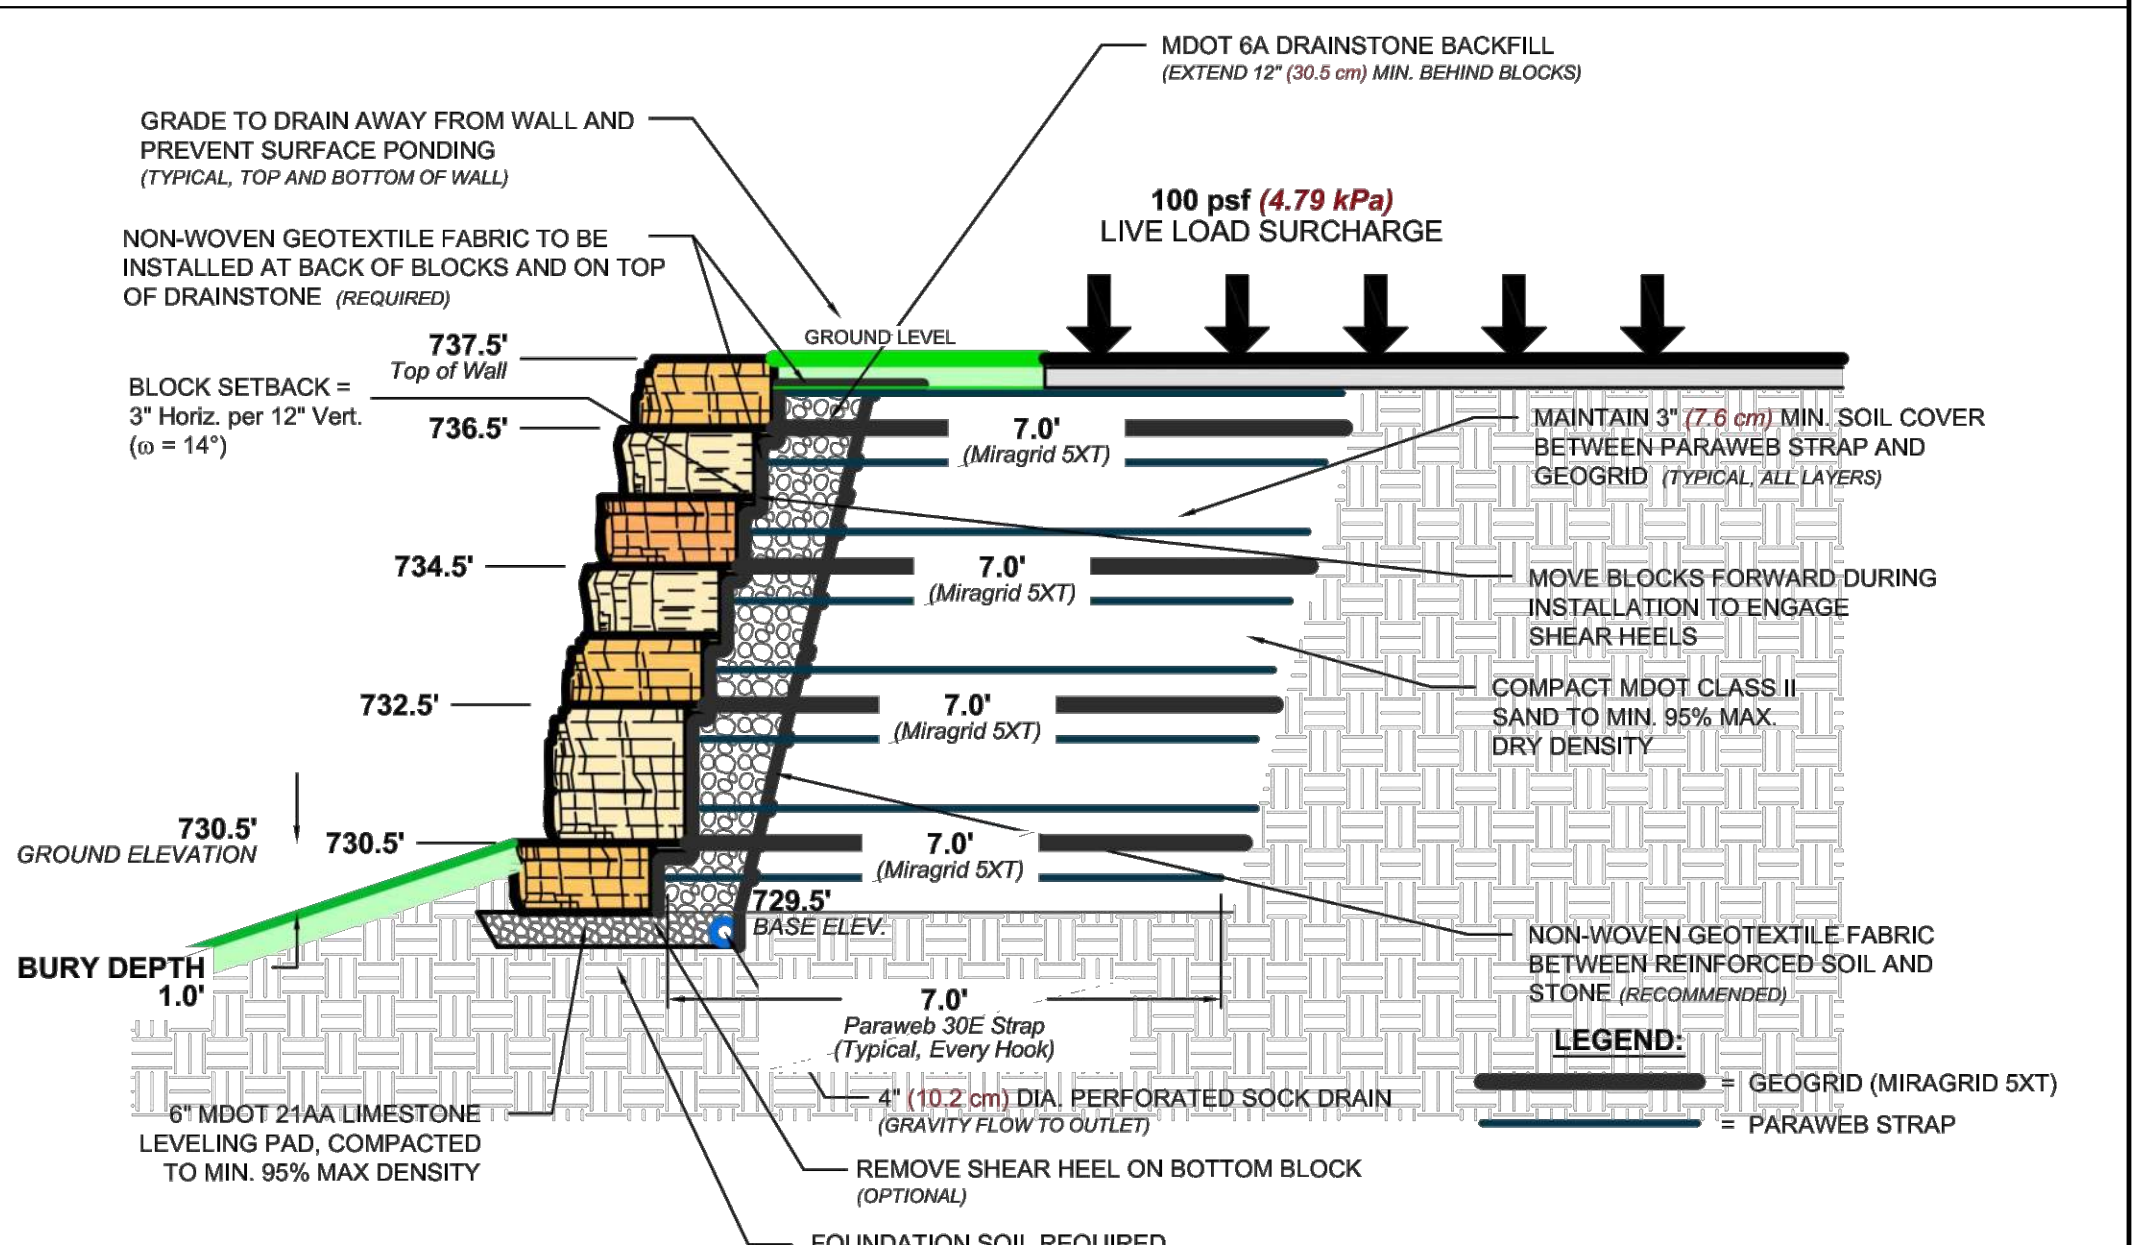 MDOT 6A DRAINSTONE BACKFILL
(EXTEND 12" (30.5 cm) MIN. BEHIND BLOCKS)
GRADE TO DRAIN AWAY FROM WALL AND
PREVENT SURFACE PONDING
(TYPICAL, TOP AND BOTTOM OF WALL)
100 psf (4.79 kPa)
LIVE LOAD SURCHARGE
NON-WOVEN GEOTEXTILE FABRIC TO BE
INSTALLED AT BACK OF BLOCKS AND ON TOP
OF DRAINSTONE (REQUIRED)
GROUND LEVEL
737.5'
Top of Wall
BLOCK SETBACK =
3" Horiz. per 12" Vert.
(ω = 14°)
736.5'
7.0'
(Miragrid 5XT)
MAINTAIN 3" (7.6 cm) MIN. SOIL COVER
BETWEEN PARAWEB STRAP AND
GEOGRID (TYPICAL, ALL LAYERS)
734.5'
7.0'
(Miragrid 5XT)
MOVE BLOCKS FORWARD DURING
INSTALLATION TO ENGAGE
SHEAR HEELS
732.5'
7.0'
(Miragrid 5XT)
COMPACT MDOT CLASS II
SAND TO MIN. 95% MAX.
DRY DENSITY
730.5'
GROUND ELEVATION
730.5'
7.0'
(Miragrid 5XT)
729.5'
BASE ELEV.
NON-WOVEN GEOTEXTILE FABRIC
BETWEEN REINFORCED SOIL AND
STONE (RECOMMENDED)
BURY DEPTH
1.0'
7.0'
Paraweb 30E Strap
(Typical, Every Hook)
LEGEND:
= GEOGRID (MIRAGRID 5XT)
= PARAWEB STRAP
6" MDOT 21AA LIMESTONE
LEVELING PAD, COMPACTED
TO MIN. 95% MAX DENSITY
4" (10.2 cm) DIA. PERFORATED SOCK DRAIN
(GRAVITY FLOW TO OUTLET)
REMOVE SHEAR HEEL ON BOTTOM BLOCK
(OPTIONAL)
FOUNDATION SOIL REQUIRED